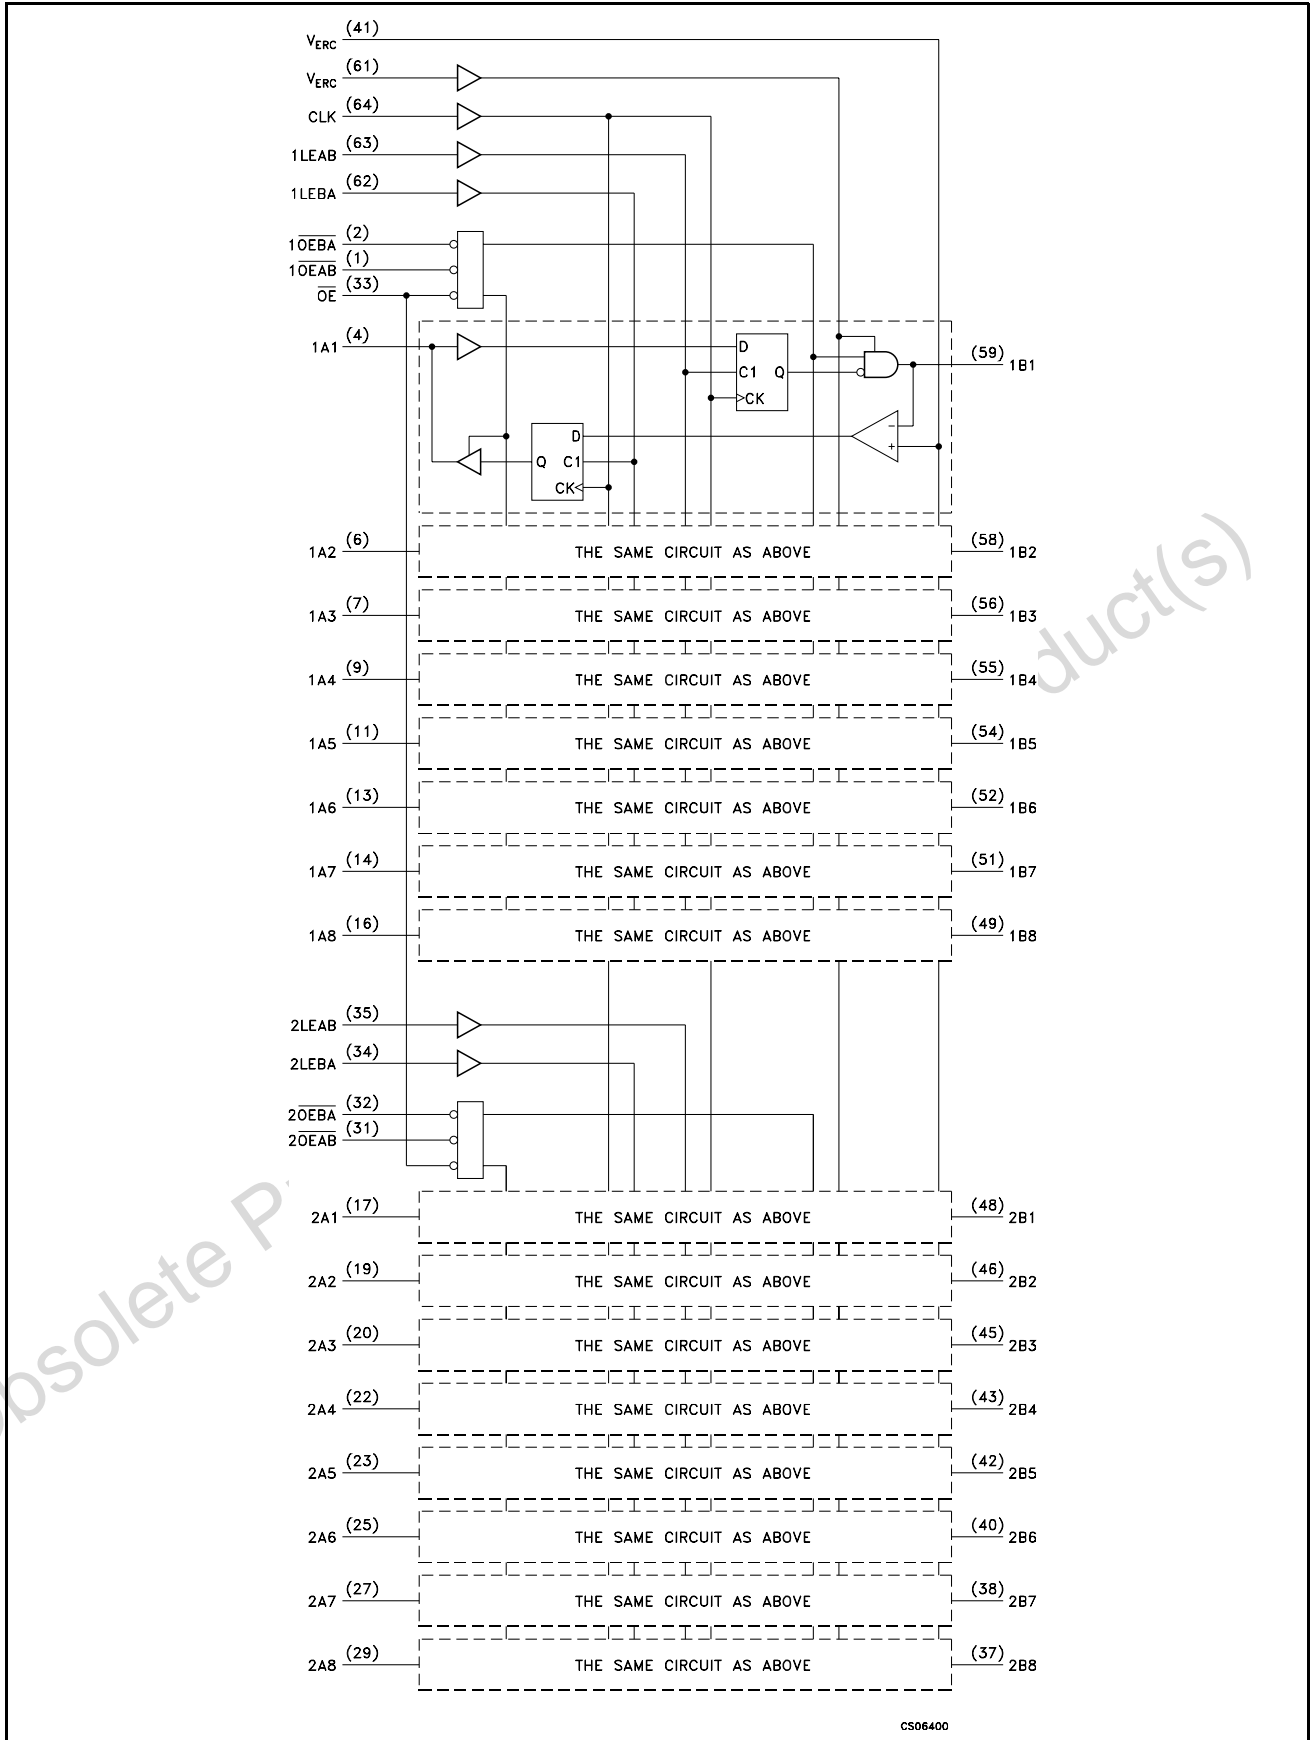 VERC (41)
VERC (61)
CLK (64)
1LEAB (63)
1LEBA (62)
1OEBA (2)
1OEAB (1)
OE (33)
1A1 (4)
D
C1 Q
CK
(59) 1B1
D
Q C1
CK
-
+
1A2 (6) THE SAME CIRCUIT AS ABOVE (58) 1B2
1A3 (7) THE SAME CIRCUIT AS ABOVE (56) 1B3
1A4 (9) THE SAME CIRCUIT AS ABOVE (55) 1B4
1A5 (11) THE SAME CIRCUIT AS ABOVE (54) 1B5
1A6 (13) THE SAME CIRCUIT AS ABOVE (52) 1B6
1A7 (14) THE SAME CIRCUIT AS ABOVE (51) 1B7
1A8 (16) THE SAME CIRCUIT AS ABOVE (49) 1B8
2LEAB (35)
2LEBA (34)
2OEBA (32)
2OEAB (31)
2A1 (17) THE SAME CIRCUIT AS ABOVE (48) 2B1
2A2 (19) THE SAME CIRCUIT AS ABOVE (46) 2B2
2A3 (20) THE SAME CIRCUIT AS ABOVE (45) 2B3
2A4 (22) THE SAME CIRCUIT AS ABOVE (43) 2B4
2A5 (23) THE SAME CIRCUIT AS ABOVE (42) 2B5
2A6 (25) THE SAME CIRCUIT AS ABOVE (40) 2B6
2A7 (27) THE SAME CIRCUIT AS ABOVE (38) 2B7
2A8 (29) THE SAME CIRCUIT AS ABOVE (37) 2B8
CS06400
bsolete P
duct(s)